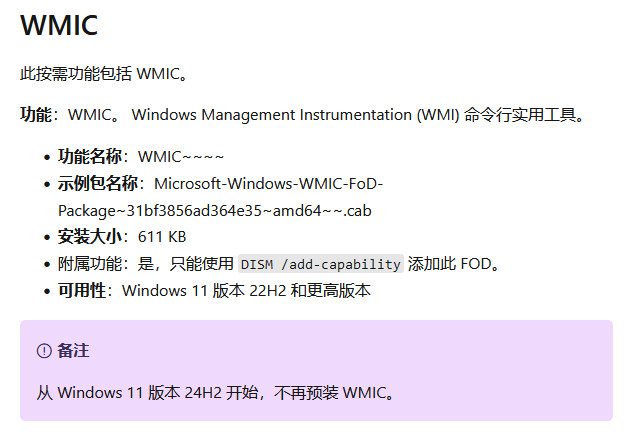 WMIC
此按需功能包括 WMIC。
功能：WMIC。 Windows Management Instrumentation (WMI) 命令行实用工具。
• 功能名称：WMIC~~~~
• 示例包名称：Microsoft-Windows-WMIC-FoD-
Package~31bf3856ad364e35~amd64~~.cab
• 安装大小：611 KB
• 附属功能：是，只能使用 DISM /add-capability 添加此 FOD。
• 可用性：Windows 11 版本 22H2 和更高版本
备注
从 Windows 11 版本 24H2 开始，不再预装 WMIC。